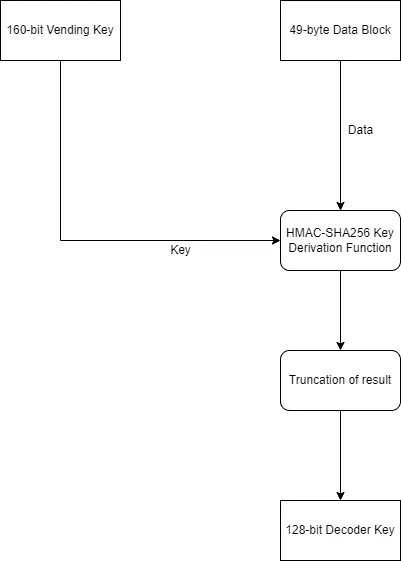 160-bit Vending Key
49-byte Data Block
Data
HMAC-SHA256 Key
Derivation Function
Key
Truncation of result
128-bit Decoder Key